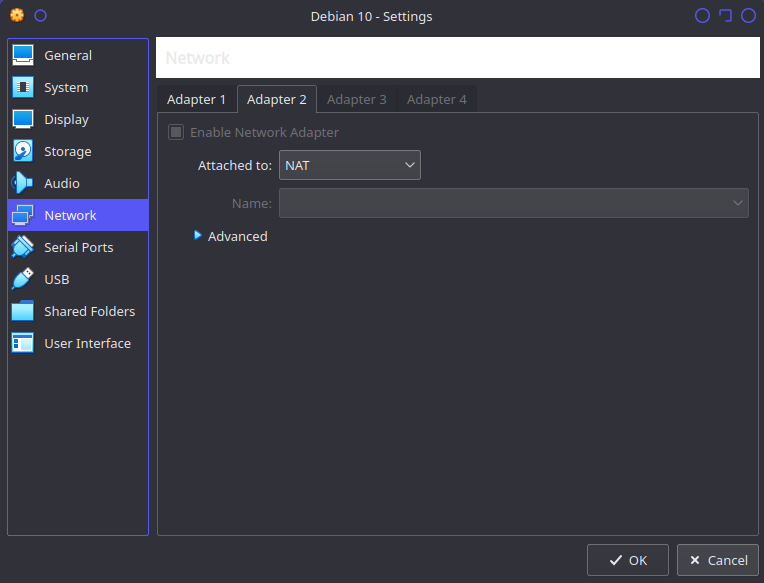 Debian 10 - Settings
General
System
Display
Storage
Audio
Network
Serial Ports
USB
Shared Folders
User Interface
Network
Adapter 1 Adapter 2 Adapter 3 Adapter 4
Enable Network Adapter
Attached to: NAT
Name:
Advanced
OK Cancel